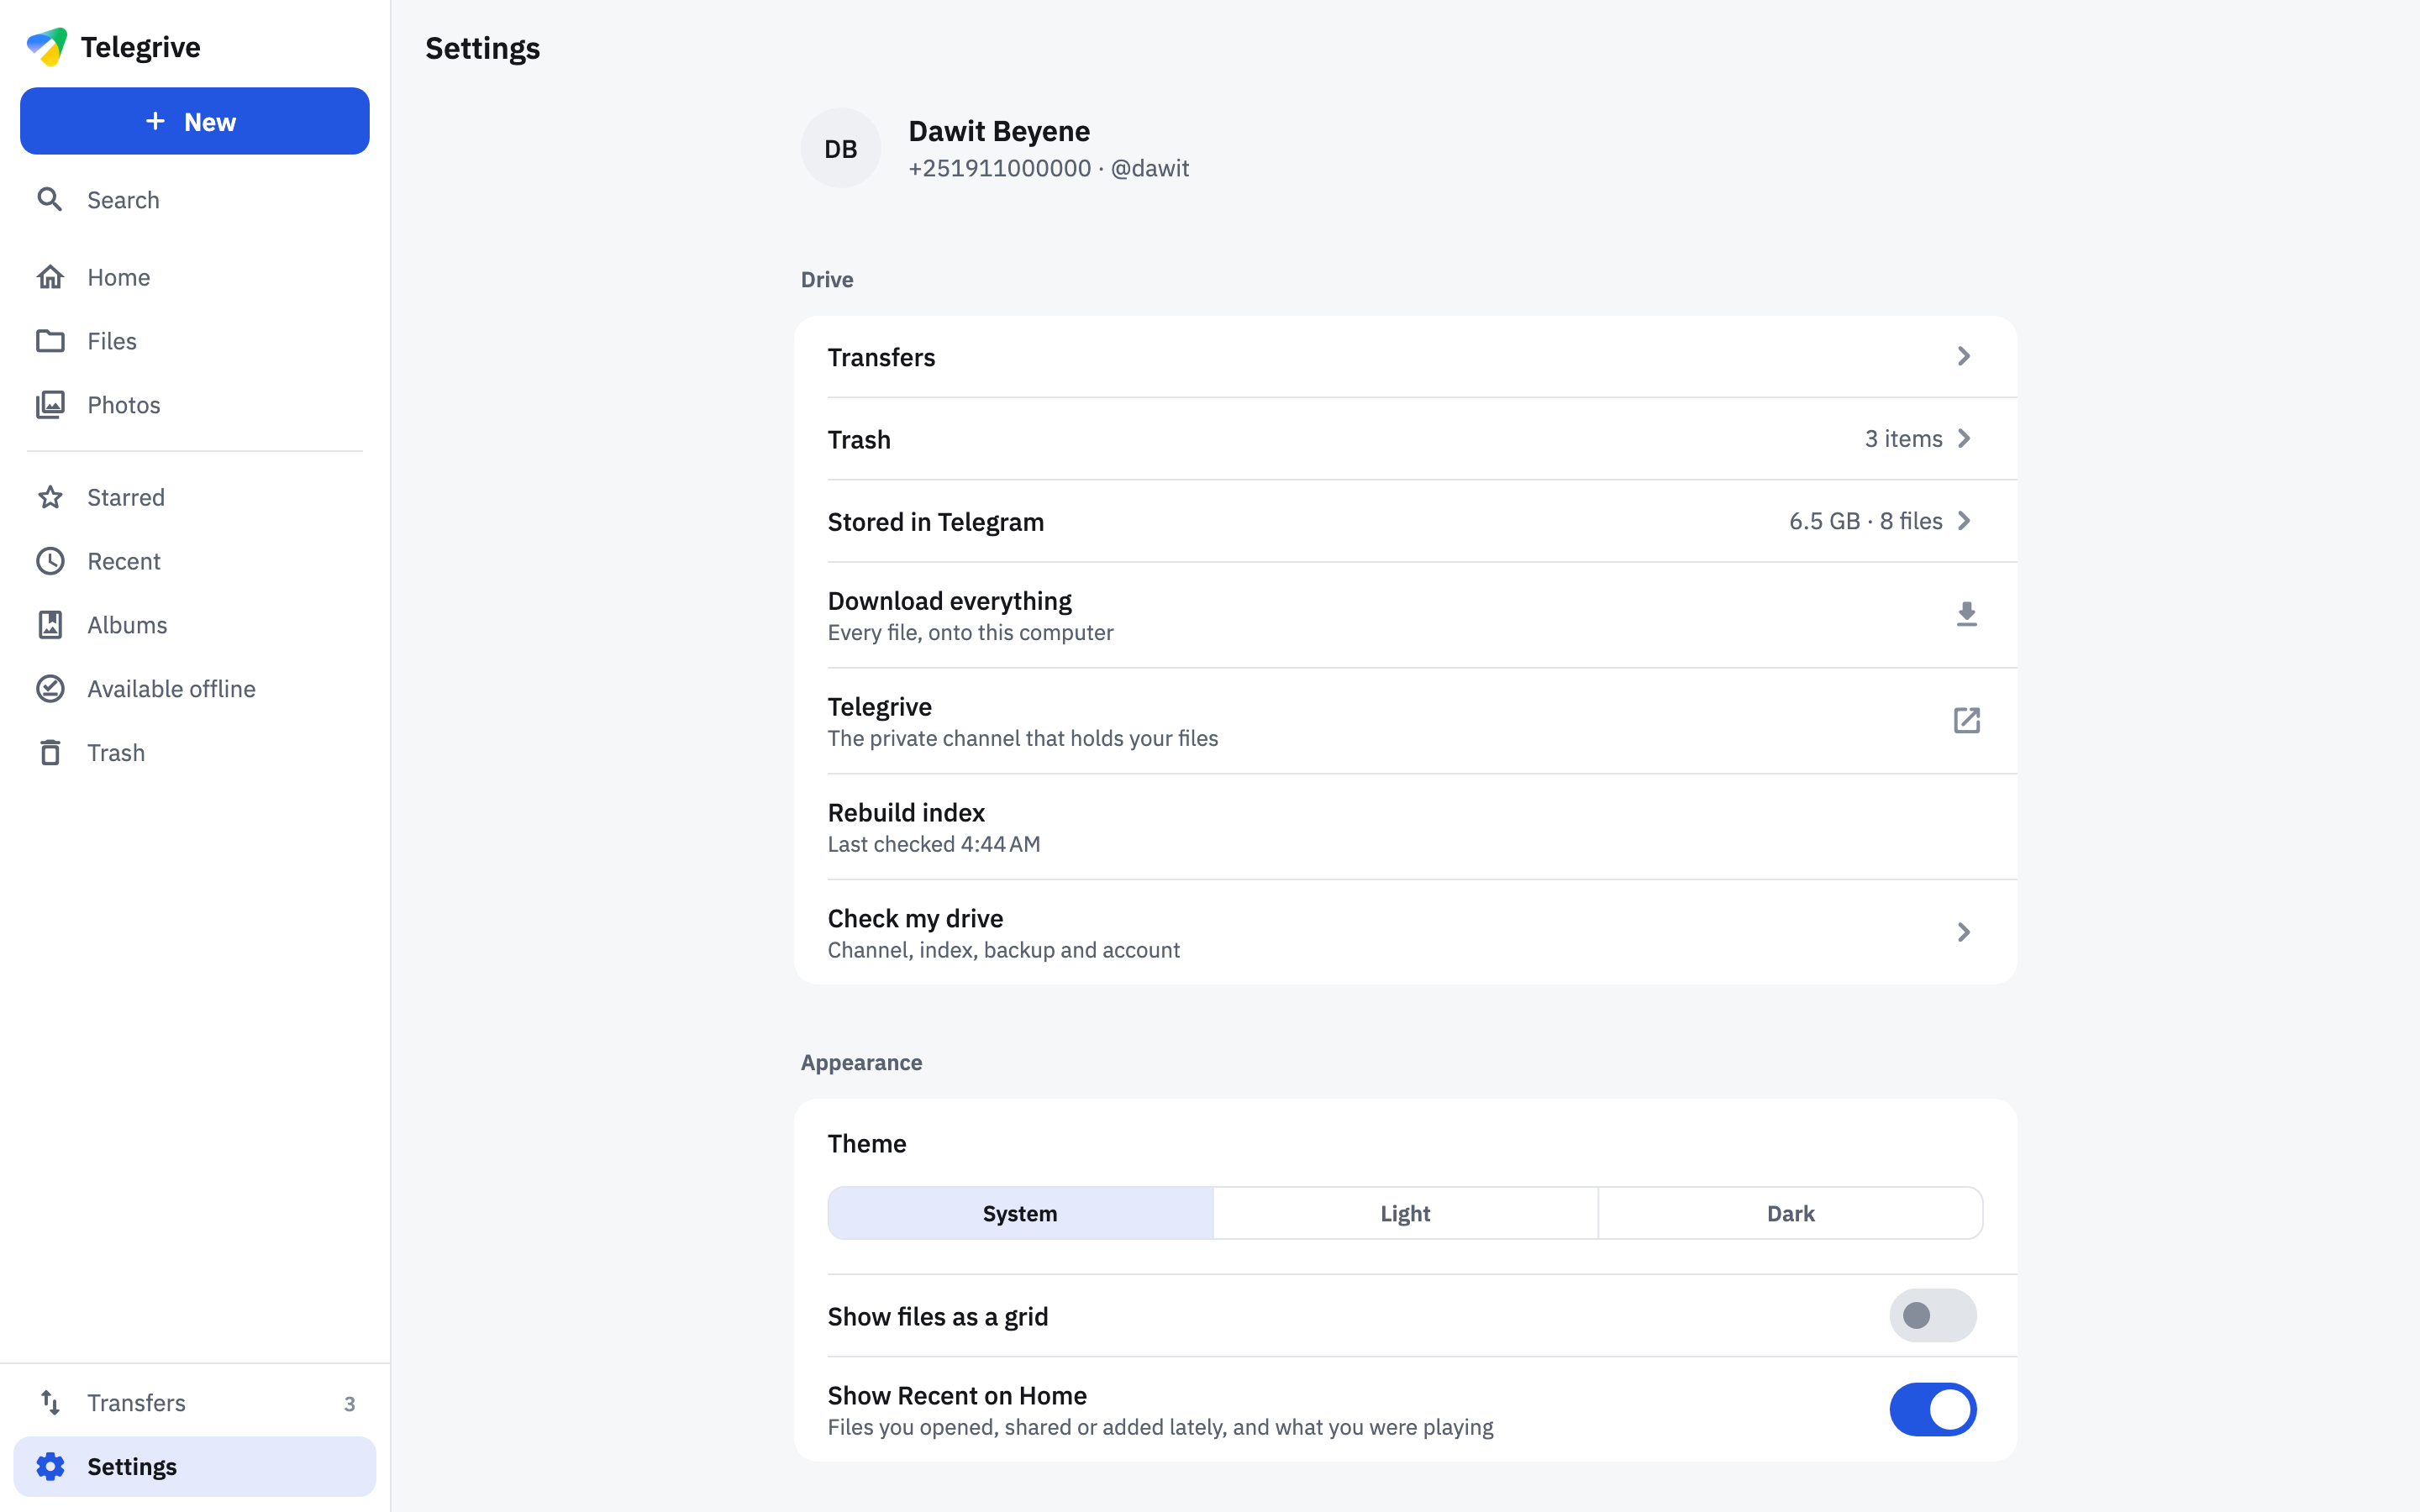 Telegrive
+ New
Search
Home
Files
Photos
Starred
Recent
Albums
Available offline
Trash
Transfers 3
Settings
Settings
DB
Dawit Beyene
+251911000000 · @dawit
Drive
Transfers
Trash 3 items
Stored in Telegram 6.5 GB · 8 files
Download everything
Every file, onto this computer
Telegrive
The private channel that holds your files
Rebuild index
Last checked 4:44 AM
Check my drive
Channel, index, backup and account
Appearance
Theme
System Light Dark
Show files as a grid
Show Recent on Home
Files you opened, shared or added lately, and what you were playing